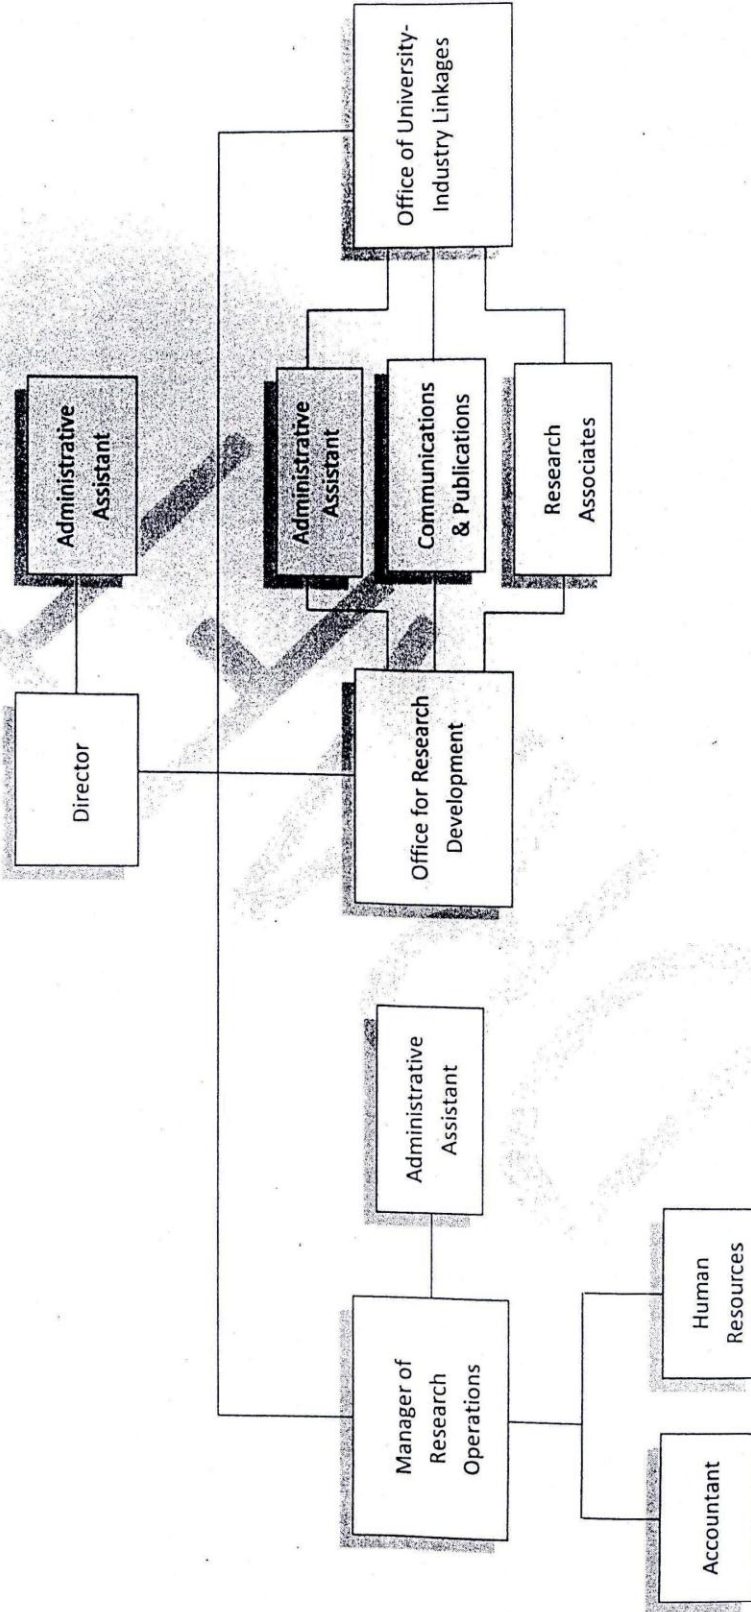 Director
Administrative
Assistant
Manager of
Research
Operations
Administrative
Assistant
Office for Research
Development
Administrative
Assistant
Communications
& Publications
Research
Associates
Office of University-
Industry Linkages
Accountant
Human
Resources